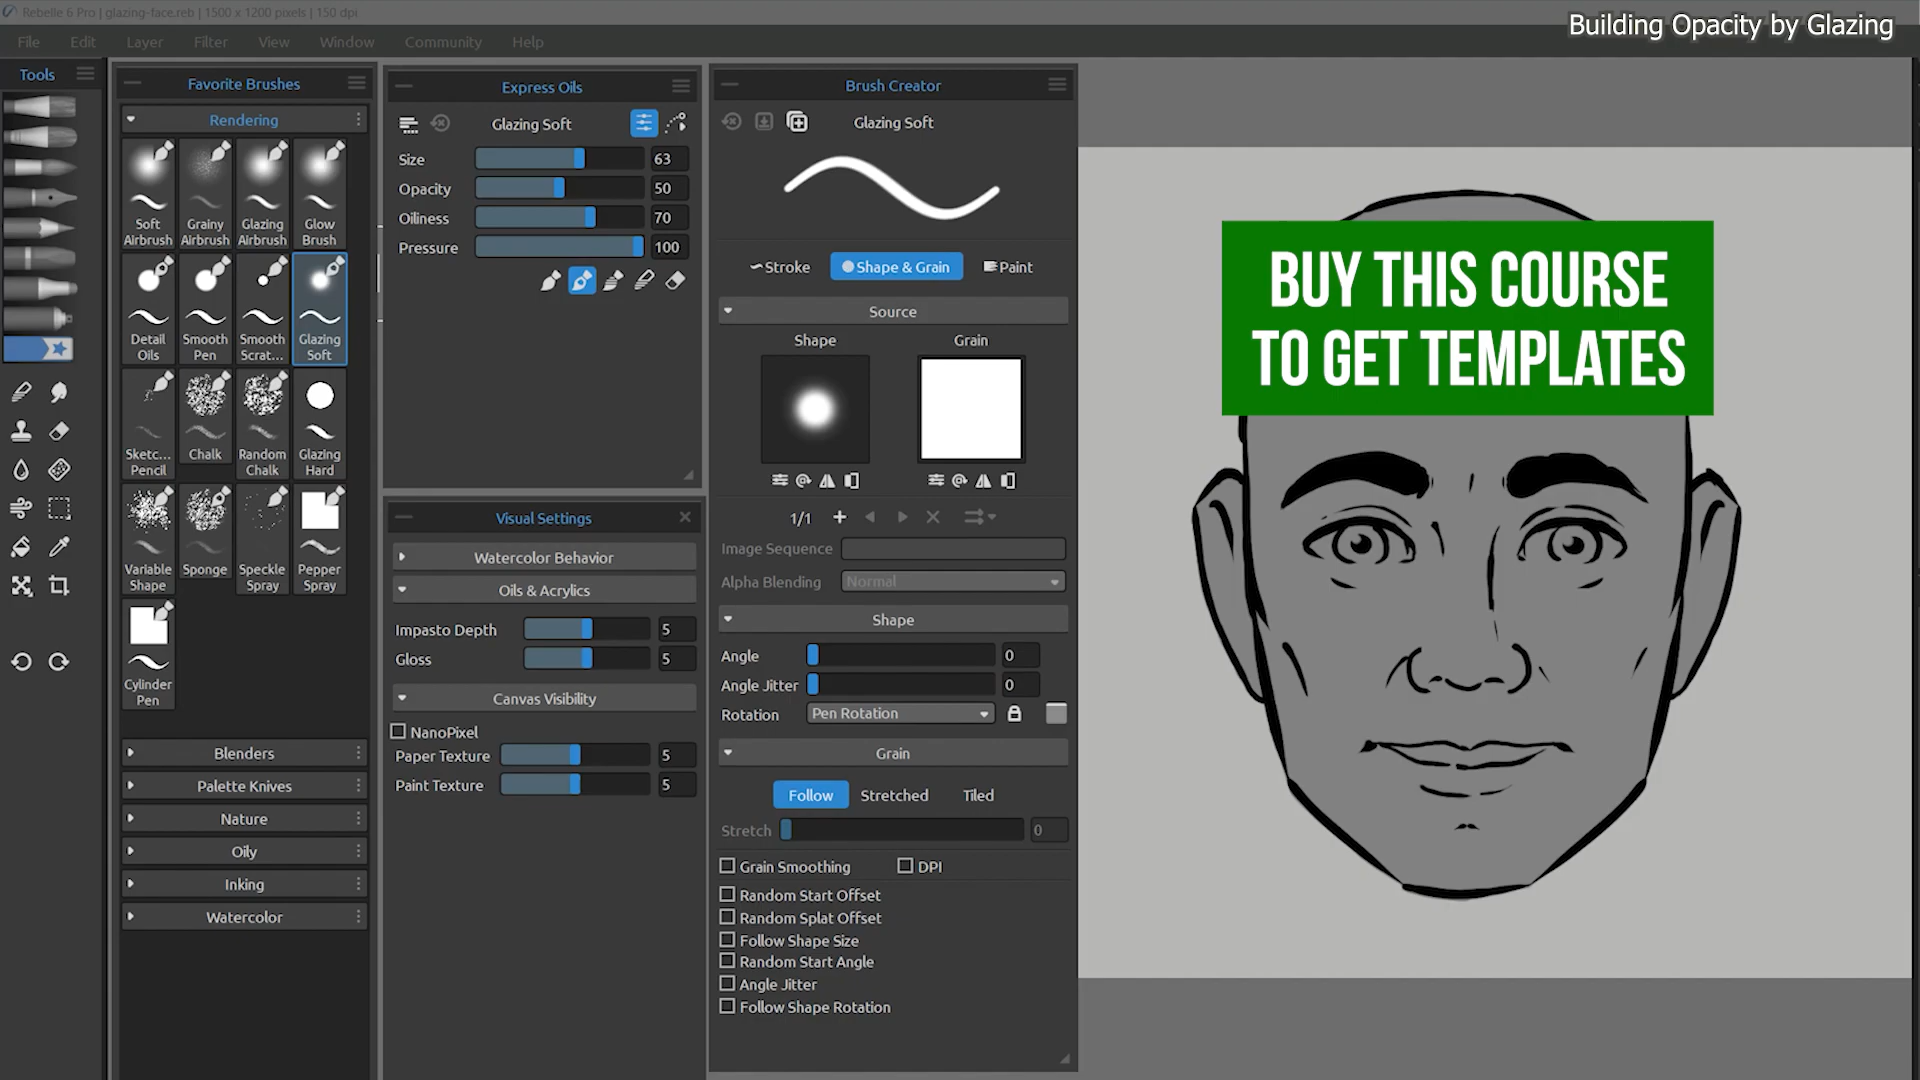 Rebelle 6 Pro | glazing-face.reb | 1500 x 1200 pixels | 150 dpi
Building Opacity by Glazing
File Edit Layer Filter View Window Community Help
Tools
Favorite Brushes
Rendering
Soft Airbrush
Grainy Airbrush
Glazing Airbrush
Glow Brush
Detail Oils
Smooth Pen
Smooth Scrat...
Glazing Soft
Sketc... Pencil
Chalk
Random Chalk
Glazing Hard
Variable Shape
Sponge
Speckle Spray
Pepper Spray
Cylinder Pen
Blenders
Palette Knives
Nature
Oily
Inking
Watercolor
Express Oils
Glazing Soft
Size 63
Opacity 50
Oiliness 70
Pressure 100
Visual Settings
Watercolor Behavior
Oils & Acrylics
Impasto Depth 5
Gloss 5
Canvas Visibility
NanoPixel
Paper Texture 5
Paint Texture 5
Brush Creator
Glazing Soft
Stroke Shape & Grain Paint
Source
Shape Grain
1/1
Image Sequence
Alpha Blending Normal
Shape
Angle 0
Angle Jitter 0
Rotation Pen Rotation
Grain
Follow Stretched Tiled
Stretch 0
Grain Smoothing DPI
Random Start Offset
Random Splat Offset
Follow Shape Size
Random Start Angle
Angle Jitter
Follow Shape Rotation
BUY THIS COURSE
TO GET TEMPLATES